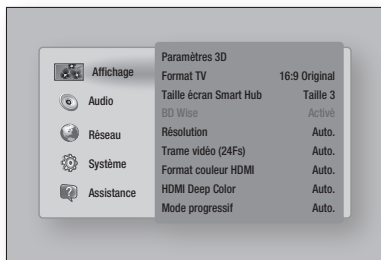 Affichage
Audio
Réseau
Système
Assistance
Paramètres 3D
Format TV 16:9 Original
Taille écran Smart Hub Taille 3
BD Wise Activé
Résolution Auto.
Trame vidéo (24Fs) Auto.
Format couleur HDMI Auto.
HDMI Deep Color Auto.
Mode progressif Auto.